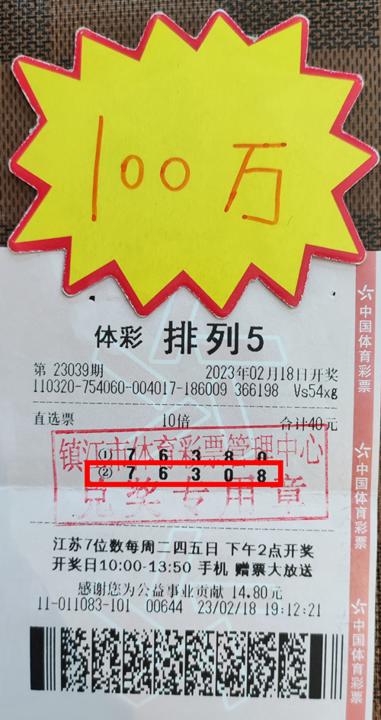 100万
体彩 排列5
第 23039期 2023年02月18日开奖
110320-754060-004017-186009 366198 Vs54xg
直选票 10倍 合计40元
镇江市体育彩票管理中心
① 7 6 3 8 0
② 7 6 3 0 8
兑奖专用章
江苏7位数每周二四五日 下午2点开奖
开奖日10:00-13:50 手机 赠票大放送
感谢您为公益事业贡献 14.80元
11-011083-101 00644 23/02/18 19:12:21
中国体育彩票
中国体育彩票